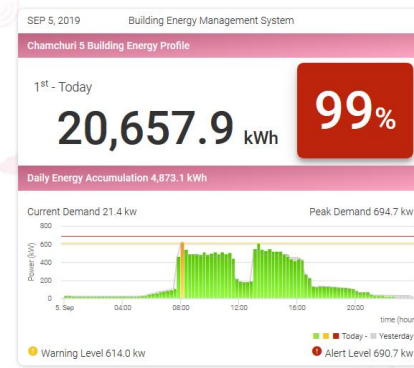 SEP 5, 2019 Building Energy Management System
Chamchuri 5 Building Energy Profile
1st - Today
20,657.9 kWh
99%
Daily Energy Accumulation 4,873.1 kWh
Current Demand 21.4 kw Peak Demand 694.7 kw
Power (kW)
800
600
400
200
0
5. Sep 04:00 08:00 12:00 16:00 20:00
time (hour
Today - Yesterday
Warning Level 614.0 kw Alert Level 690.7 kw